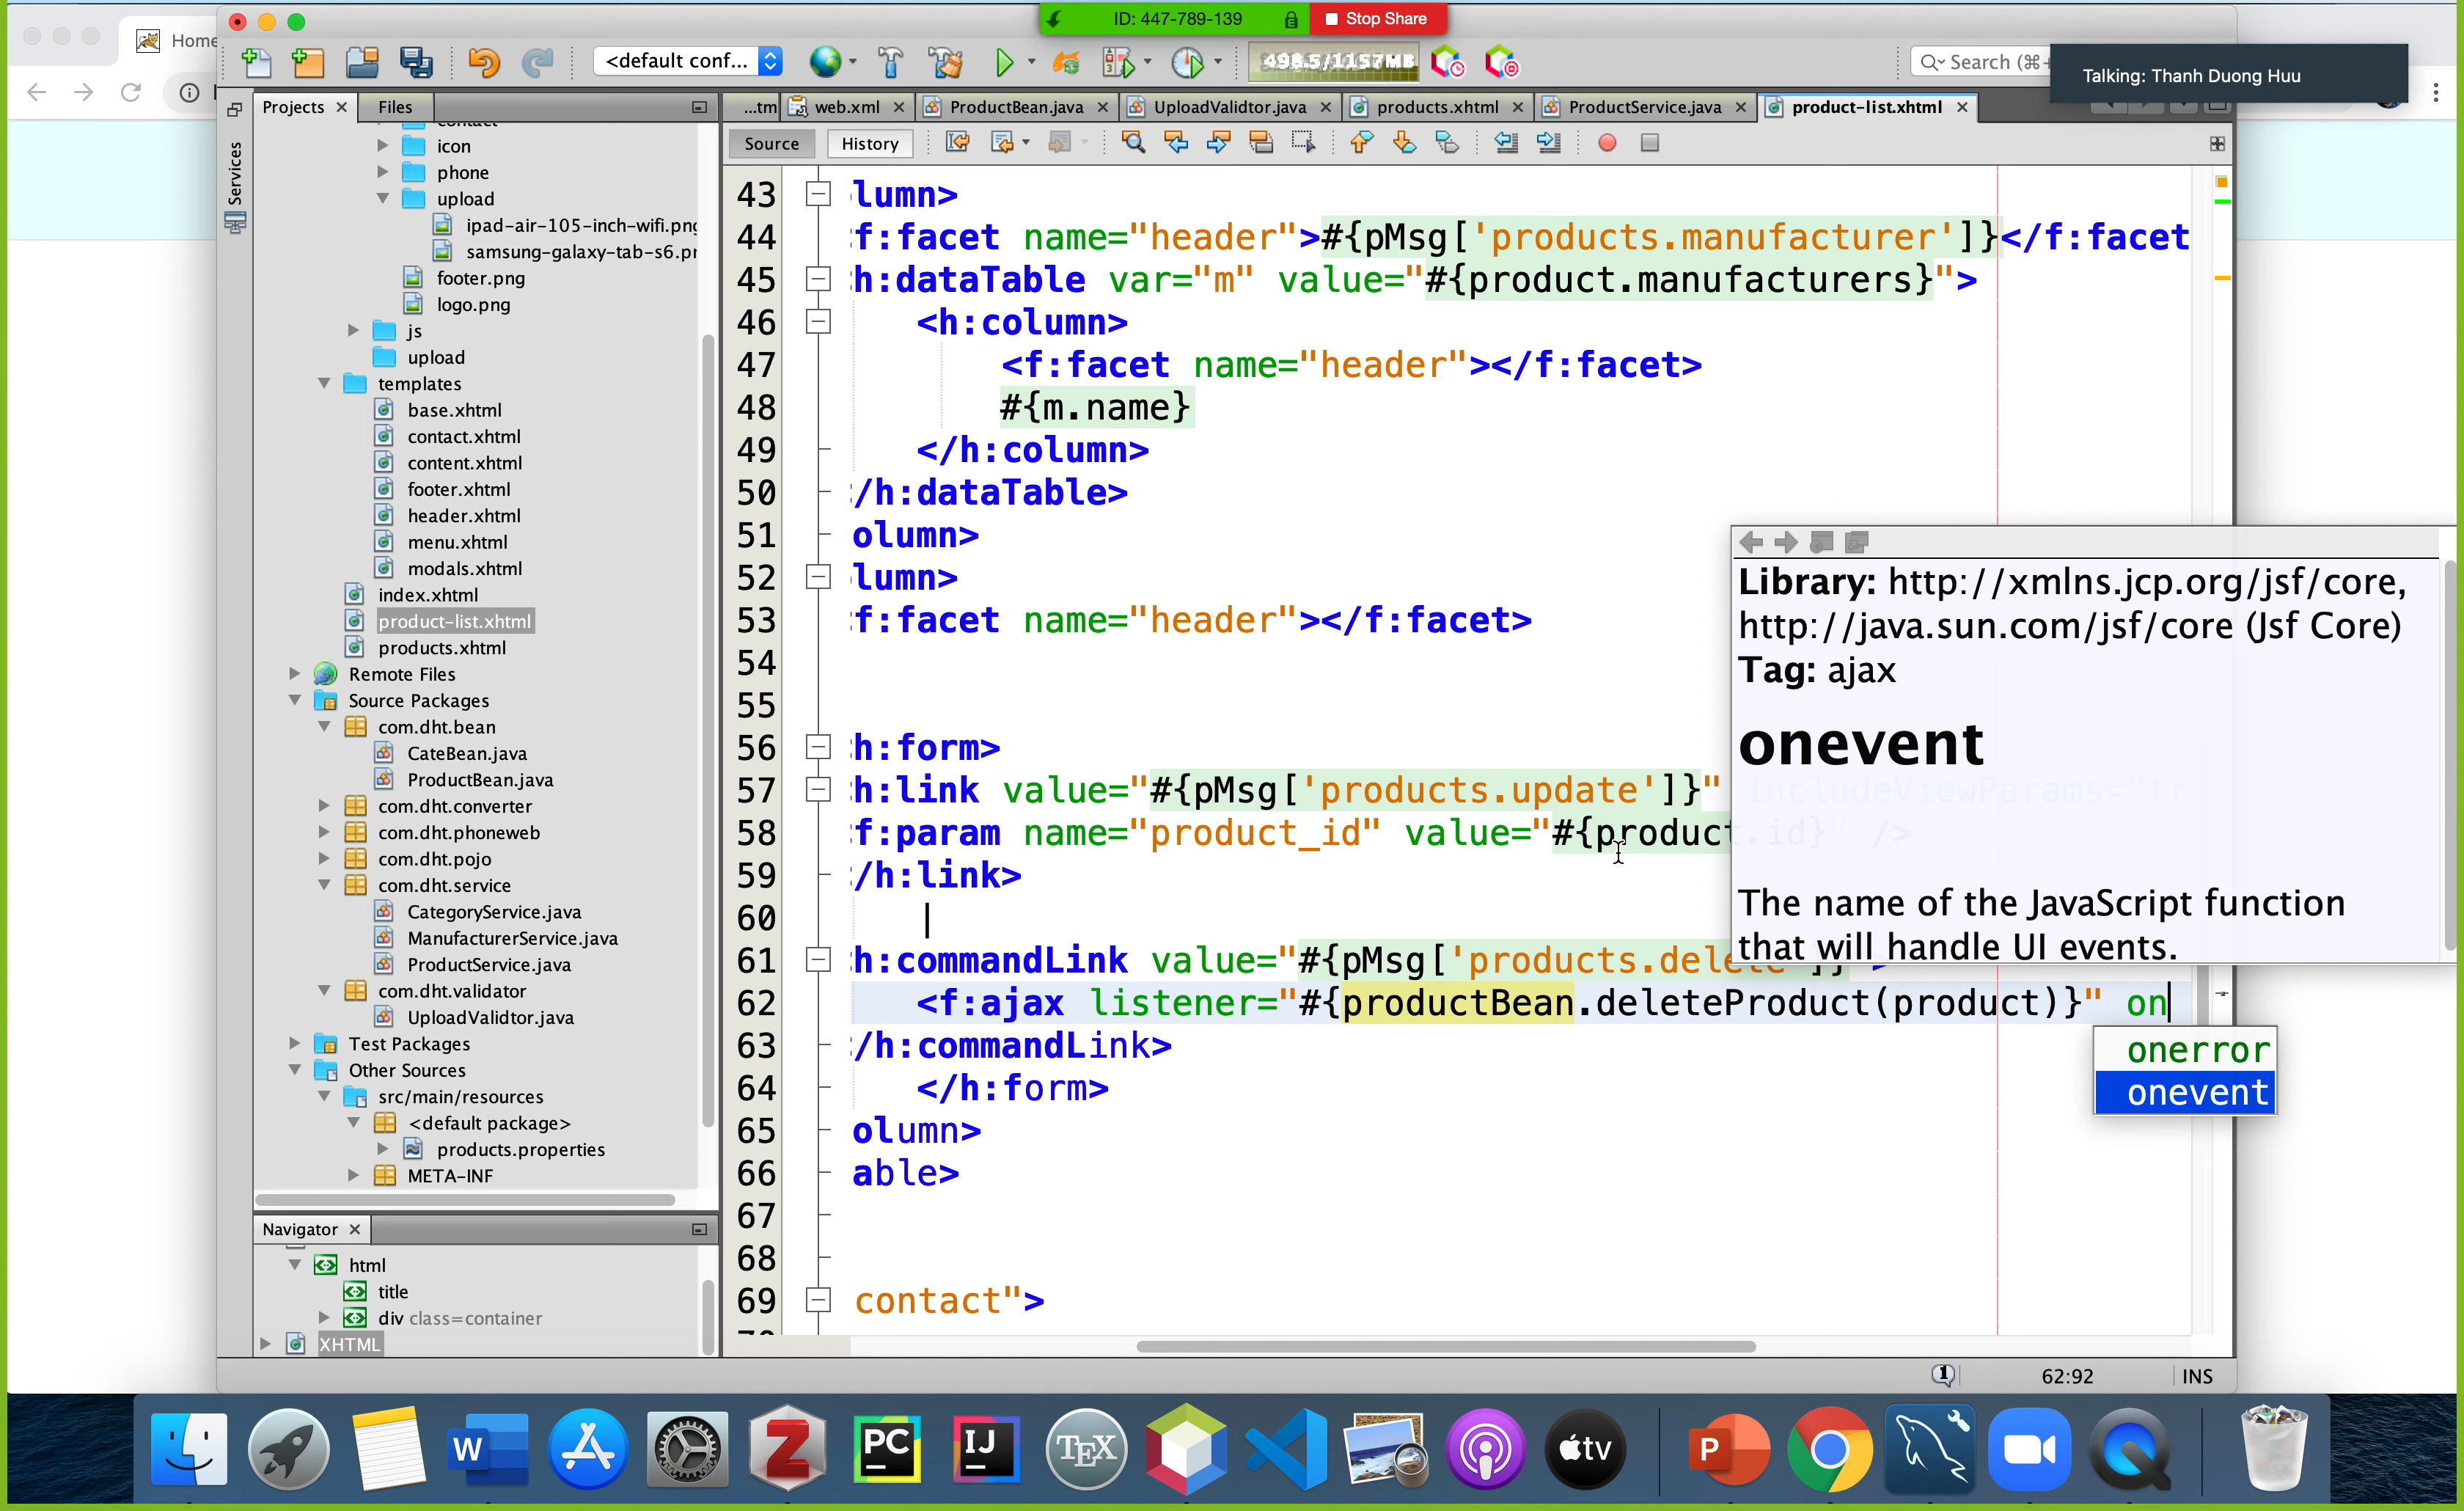 ID: 447-789-139
Stop Share
Home
<default conf...
498.5/1157MB
Search (⌘+
Talking: Thanh Duong Huu
Projects
Files
...tm
web.xml
ProductBean.java
UploadValidtor.java
products.xhtml
ProductService.java
product-list.xhtml
Source
History
Services
icon
phone
upload
ipad-air-105-inch-wifi.png
samsung-galaxy-tab-s6.pr
footer.png
logo.png
js
upload
templates
base.xhtml
contact.xhtml
content.xhtml
footer.xhtml
header.xhtml
menu.xhtml
modals.xhtml
index.xhtml
product-list.xhtml
products.xhtml
Remote Files
Source Packages
com.dht.bean
CateBean.java
ProductBean.java
com.dht.converter
com.dht.phoneweb
com.dht.pojo
com.dht.service
CategoryService.java
ManufacturerService.java
ProductService.java
com.dht.validator
UploadValidtor.java
Test Packages
Other Sources
src/main/resources
<default package>
products.properties
META-INF
Navigator
html
title
div class=container
XHTML
43 lumn>
44 f:facet name="header">#{pMsg['products.manufacturer']}</f:facet
45 h:dataTable var="m" value="#{product.manufacturers}">
46 <h:column>
47 <f:facet name="header"></f:facet>
48 #{m.name}
49 </h:column>
50 /h:dataTable>
51 olumn>
52 lumn>
53 f:facet name="header"></f:facet>
54
55
56 h:form>
57 h:link value="#{pMsg['products.update']}" includeViewParams="tr
58 f:param name="product_id" value="#{product.id}" />
59 /h:link>
60
61 h:commandLink value="#{pMsg['products.delete']}">
62 <f:ajax listener="#{productBean.deleteProduct(product)}" on
63 /h:commandLink>
64 </h:form>
65 olumn>
66 able>
67
68
69 contact">
Library: http://xmlns.jcp.org/jsf/core,
http://java.sun.com/jsf/core (Jsf Core)
Tag: ajax
onevent
The name of the JavaScript function
that will handle UI events.
onerror
onevent
1
62:92
INS
W
Z
PC
IJ
TEX
tv
P